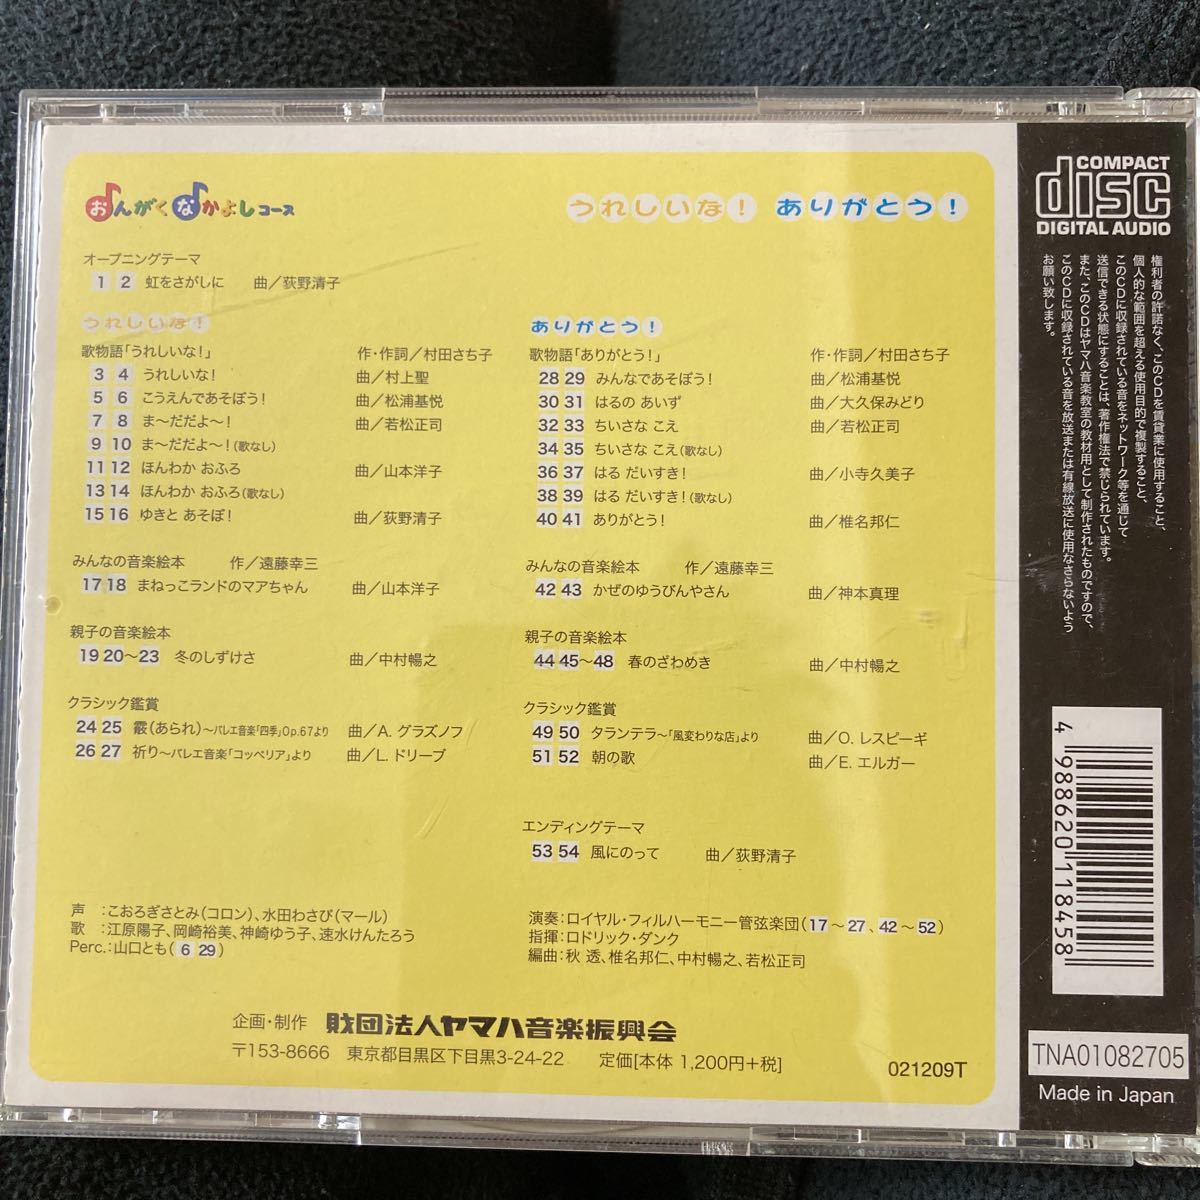 おんがくなかよしコース
うれしいな! ありがとう!
オープニングテーマ
1 2 虹をさがしに 曲/荻野清子
うれしいな!
歌物語「うれしいな!」 作・作詞/村田さち子
3 4 うれしいな! 曲/村上聖
5 6 こうえんであそぼう! 曲/松浦基悦
7 8 ま〜だだよ〜! 曲/若松正司
9 10 ま〜だだよ〜!(歌なし)
11 12 ほんわか おふろ 曲/山本洋子
13 14 ほんわか おふろ(歌なし)
15 16 ゆきと あそぼ! 曲/荻野清子
みんなの音楽絵本 作/遠藤幸三
17 18 まねっこランドのマアちゃん 曲/山本洋子
親子の音楽絵本
19 20〜23 冬のしずけさ 曲/中村暢之
クラシック鑑賞
24 25 霰(あられ)〜バレエ音楽「四季」Op.67より 曲/A. グラズノフ
26 27 祈り〜バレエ音楽「コッペリア」より 曲/L. ドリーブ
ありがとう!
歌物語「ありがとう!」 作・作詞/村田さち子
28 29 みんなであそぼう! 曲/松浦基悦
30 31 はるの あいず 曲/大久保みどり
32 33 ちいさな こえ 曲/若松正司
34 35 ちいさな こえ(歌なし)
36 37 はる だいすき! 曲/小寺久美子
38 39 はる だいすき!(歌なし)
40 41 ありがとう! 曲/椎名邦仁
みんなの音楽絵本 作/遠藤幸三
42 43 かぜのゆうびんやさん 曲/神本真理
親子の音楽絵本
44 45〜48 春のざわめき 曲/中村暢之
クラシック鑑賞
49 50 タランテラ〜「風変わりな店」より 曲/O. レスピーギ
51 52 朝の歌 曲/E. エルガー
エンディングテーマ
53 54 風にのって 曲/荻野清子
声 :こおろぎさとみ(コロン)、水田わさび(マール)
歌 :江原陽子、岡崎裕美、神崎ゆう子、速水けんたろう
Perc.:山口とも(6 29)
演奏:ロイヤル・フィルハーモニー管弦楽団(17〜27、42〜52)
指揮:ロドリック・ダンク
編曲:秋 透、椎名邦仁、中村暢之、若松正司
企画・制作 財団法人ヤマハ音楽振興会
〒153-8666 東京都目黒区下目黒3-24-22 定価[本体 1,200円+税]
021209T
COMPACT
disc
DIGITAL AUDIO
権利者の許諾なく、このCDを賃貸業に使用すること、
個人的な範囲を超える使用目的で複製すること、
このCDに収録されている音をネットワーク等を通じて
送信できる状態にすることは、著作権法で禁じられています。
また、このCDはヤマハ音楽教室の教材用として制作されたものですので、
このCDに収録されている音を放送または有線放送に使用なさらないよう
お願い致します。
4 988620 118458
TNA01082705
Made in Japan